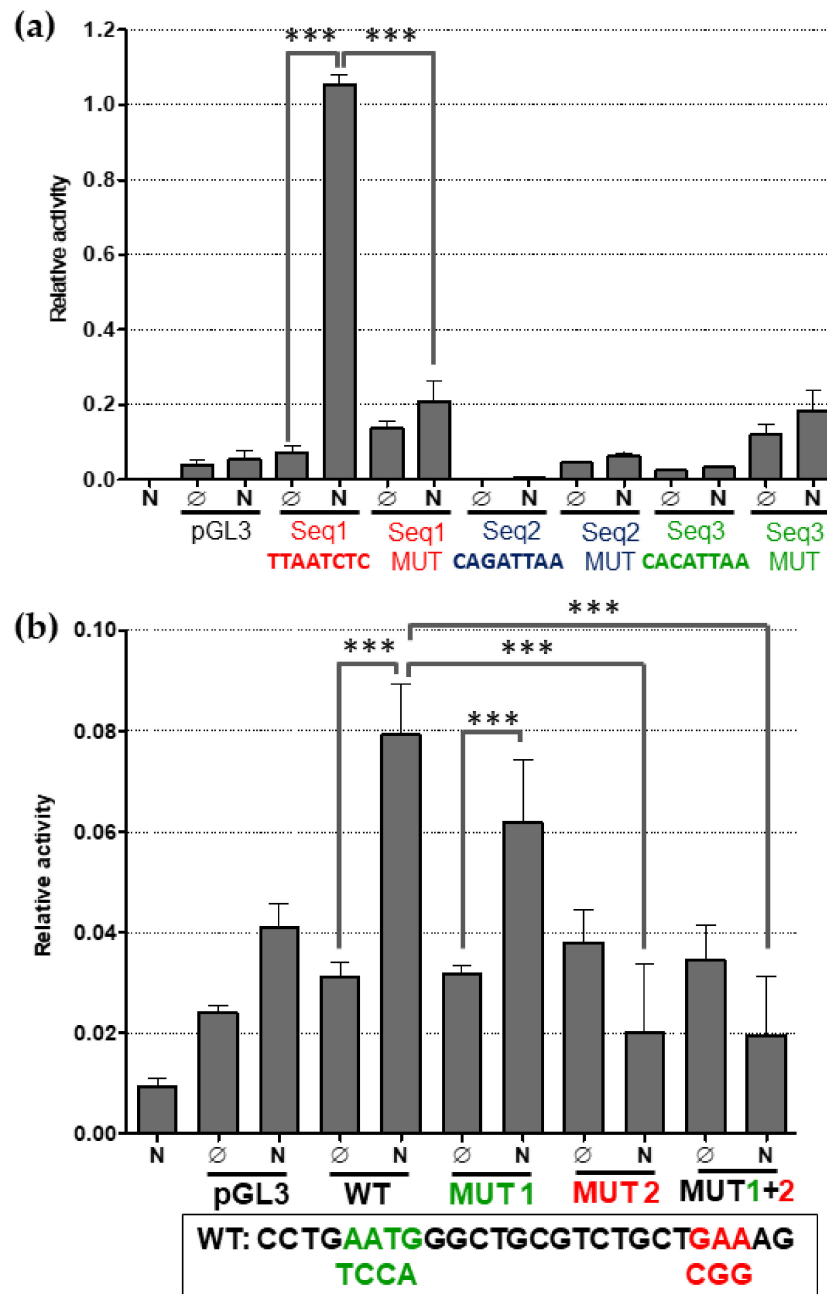 (a)
Relative activity
1.2
1.0
0.8
0.6
0.4
0.2
0.0
*** ***
N ∅ N ∅ N ∅ N ∅ N ∅ N ∅ N ∅ N
pGL3 Seq1 Seq1 Seq2 Seq2 Seq3 Seq3
TTAATCTC MUT CAGATTAA MUT CACATTAA MUT
(b)
Relative activity
0.10
0.08
0.06
0.04
0.02
0.00
***
*** ***
***
N ∅ N ∅ N ∅ N ∅ N ∅ N
pGL3 WT MUT 1 MUT 2 MUT1+2
WT: CCTGAATGGGCTGCGTCTGCTGAAAG
TCCA CGG